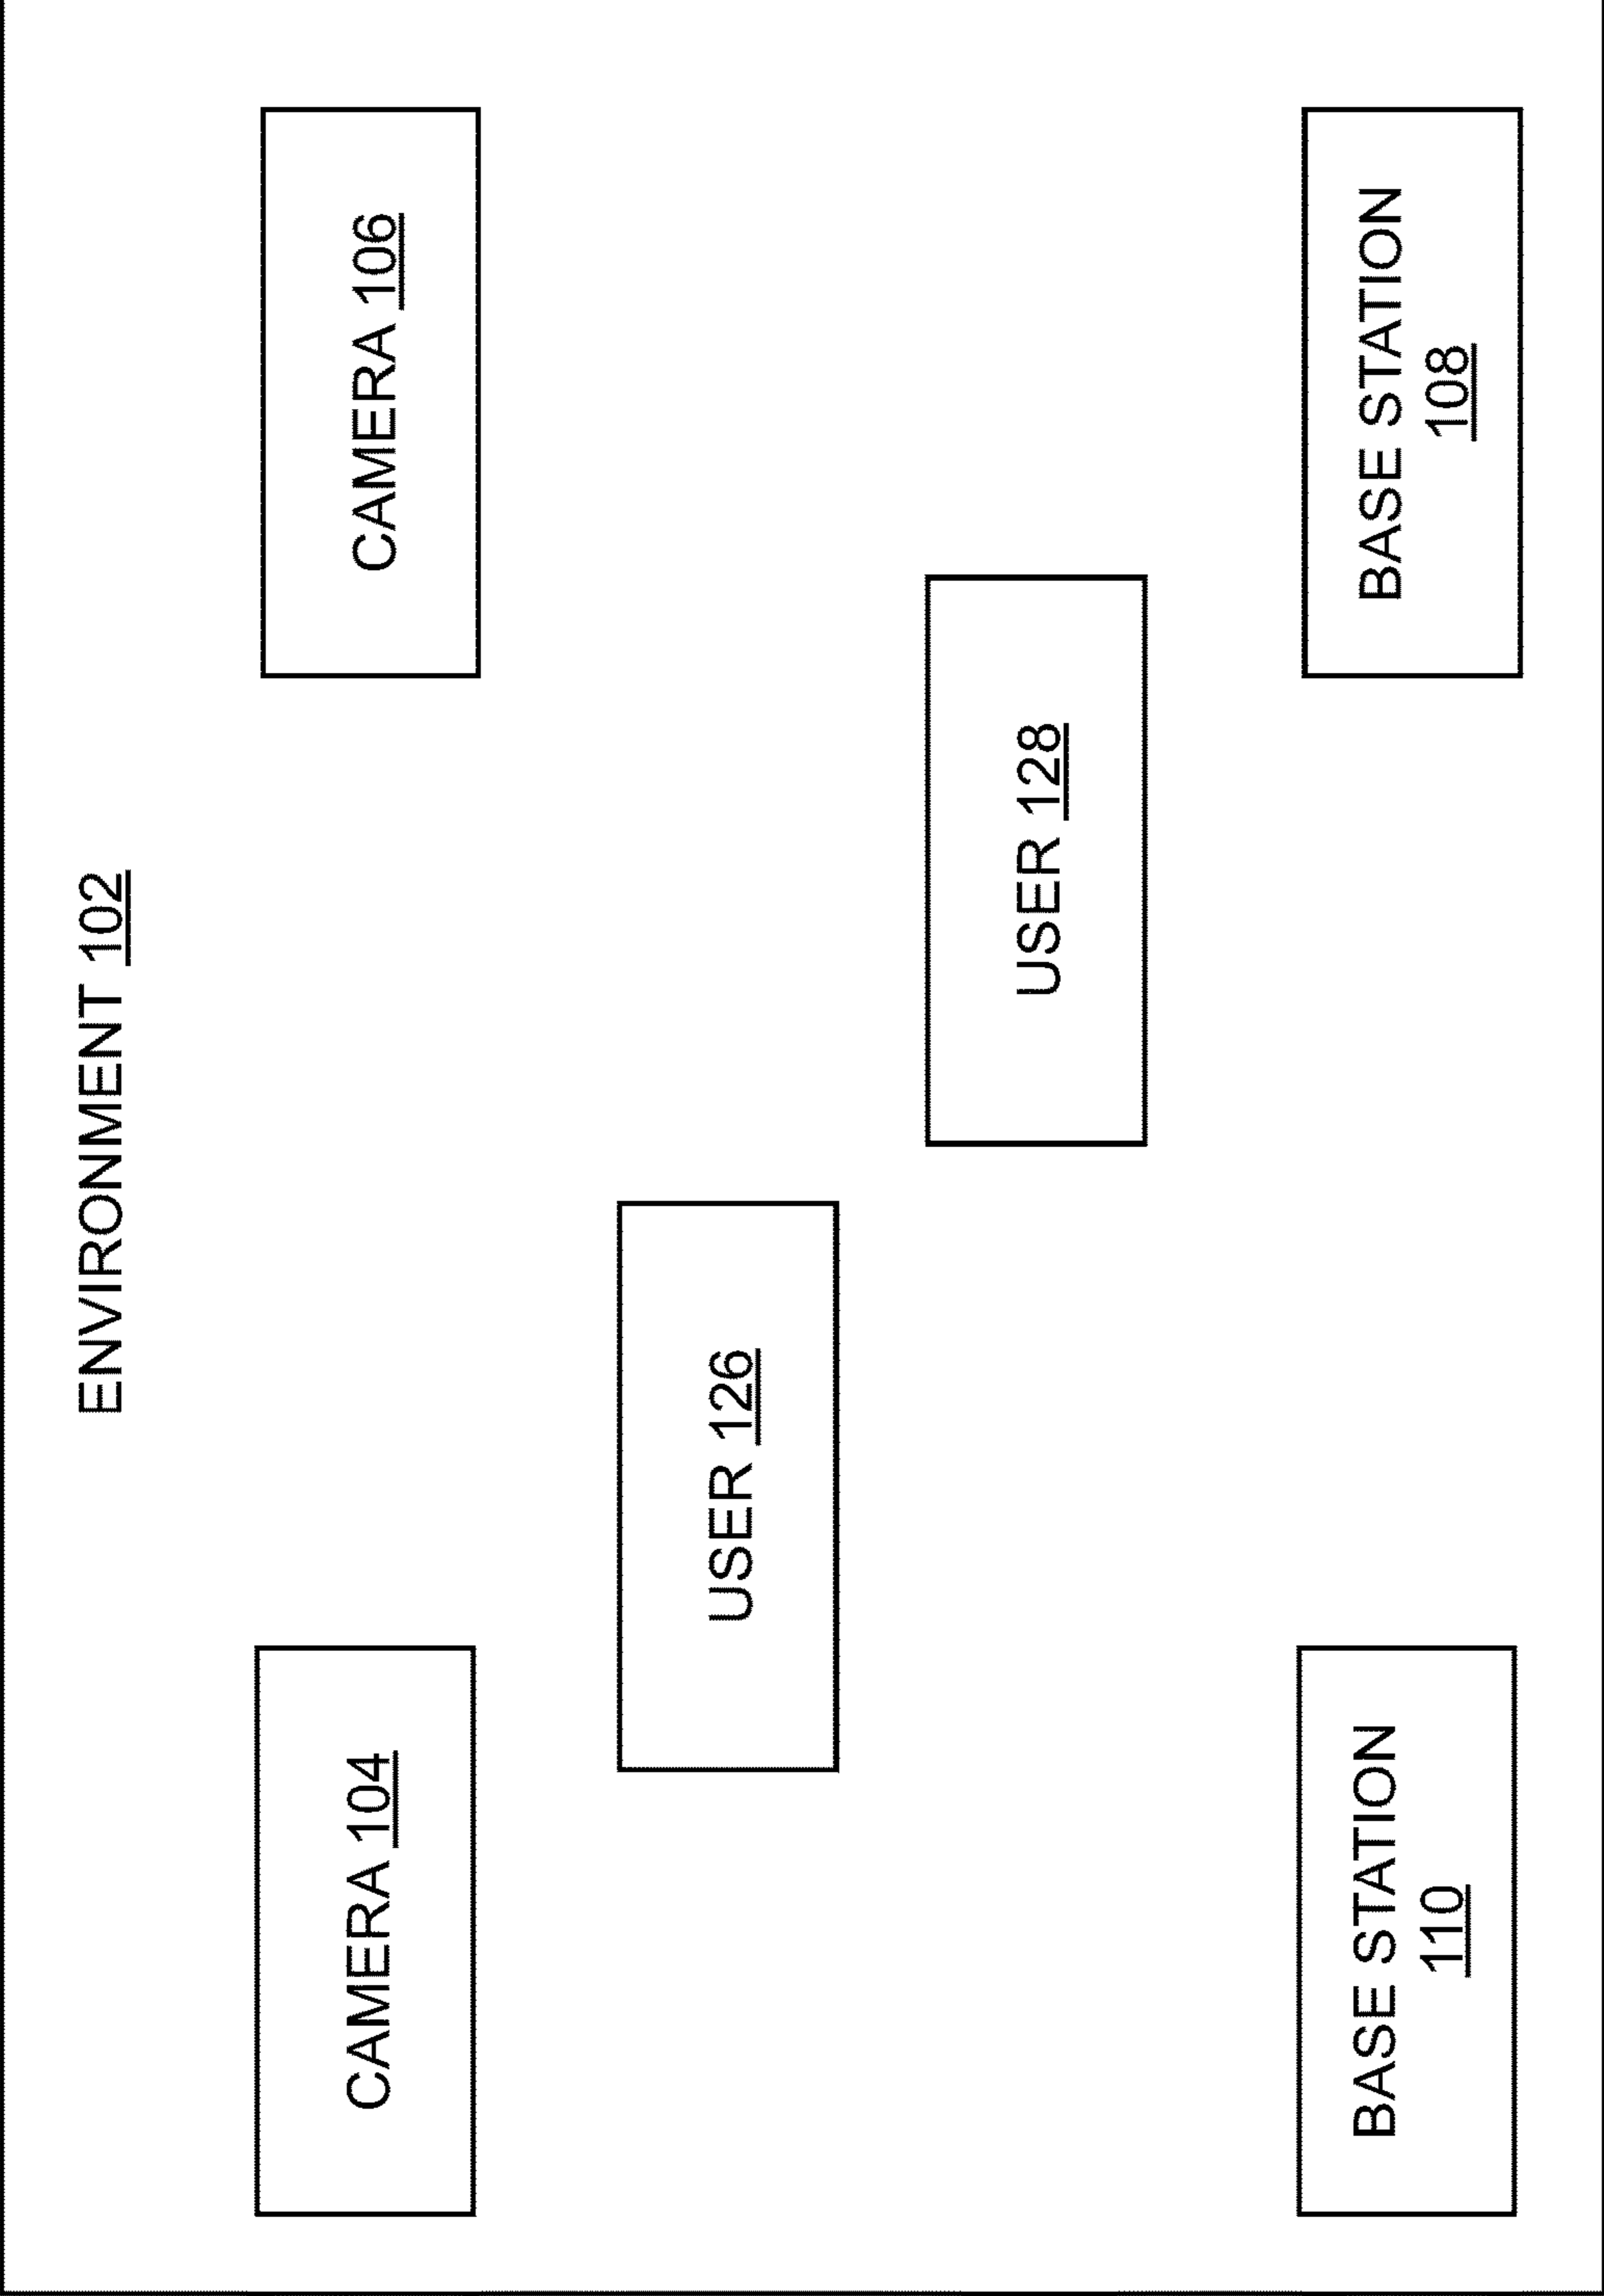 ENVIRONMENT 102
CAMERA 104
CAMERA 106
USER 126
USER 128
BASE STATION
110
BASE STATION
108